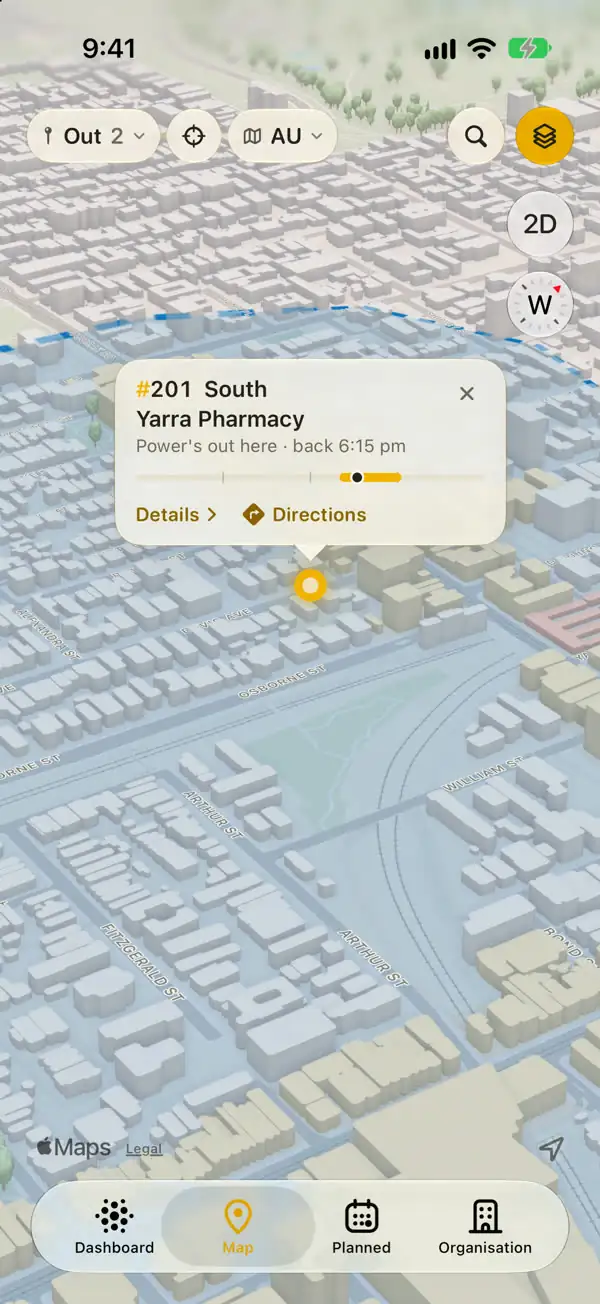 9:41
Out 2
AU
2D
W
#201 South
Yarra Pharmacy
Power's out here · back 6:15 pm
Details
Directions
OSBORNE ST
WILLIAM ST
ARTHUR ST
ARTHUR ST
FITZGERALD ST
Maps Legal
Dashboard
Map
Planned
Organisation